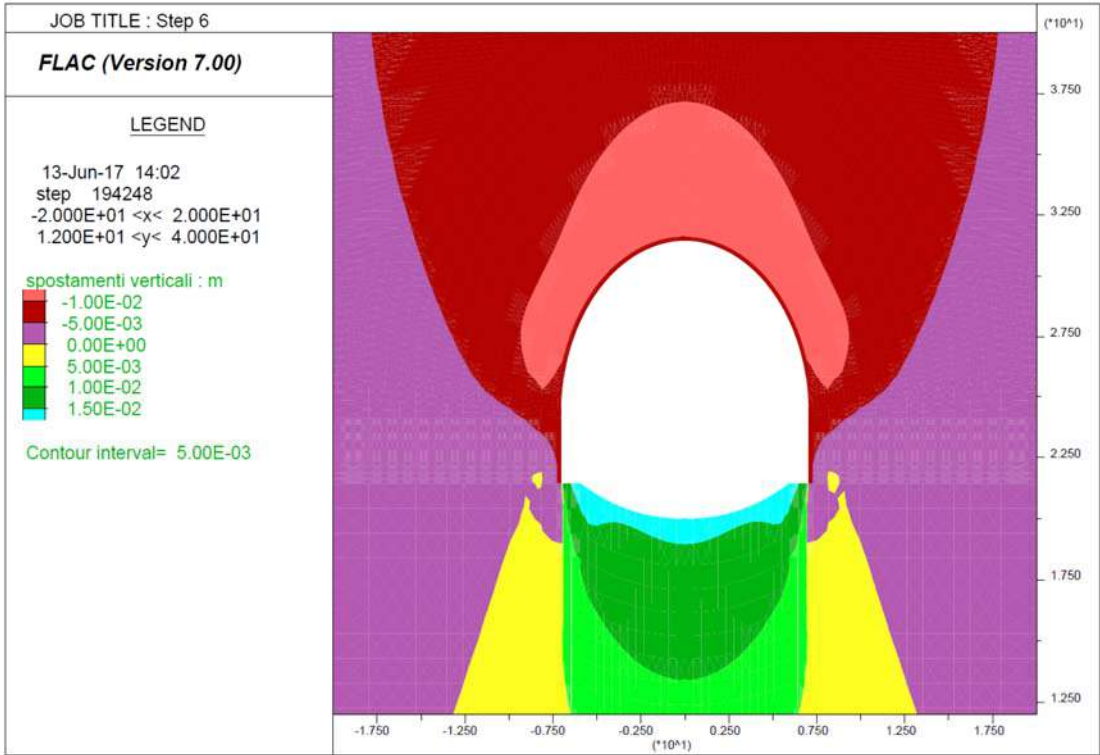 JOB TITLE : Step 6
FLAC (Version 7.00)
LEGEND
13-Jun-17 14:02
step 194248
-2.000E+01 <x< 2.000E+01
1.200E+01 <y< 4.000E+01
spostamenti verticali : m
-1.00E-02
-5.00E-03
0.00E+00
5.00E-03
1.00E-02
1.50E-02
Contour interval= 5.00E-03
(*10^1)
3.750
3.250
2.750
2.250
1.750
1.250
-1.750 -1.250 -0.750 -0.250 0.250 0.750 1.250 1.750
(*10^1)